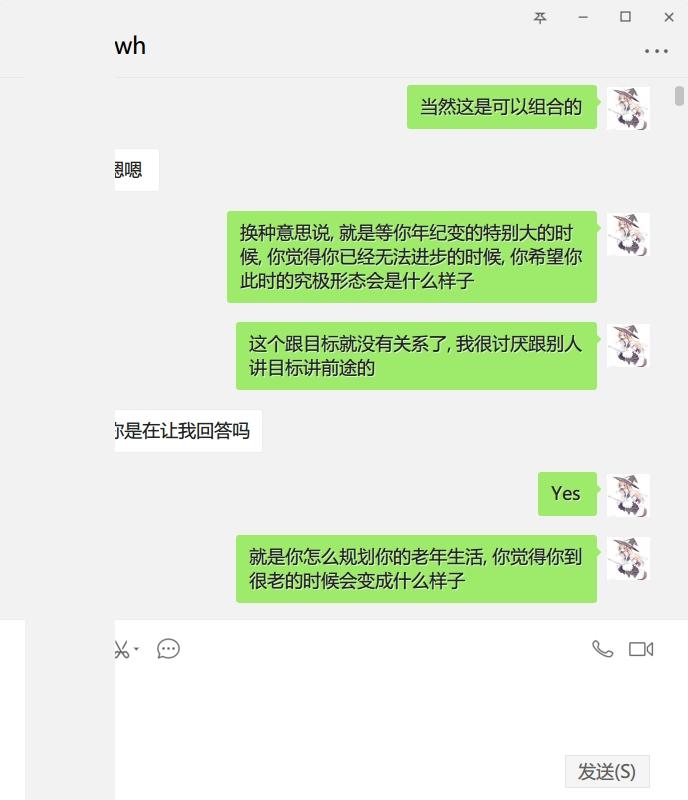 wh
当然这是可以组合的
嗯嗯
换种意思说, 就是等你年纪变的特别大的时
候, 你觉得你已经无法进步的时候, 你希望你
此时的究极形态会是什么样子
这个跟目标就没有关系了, 我很讨厌跟别人
讲目标讲前途的
你是在让我回答吗
Yes
就是你怎么规划你的老年生活, 你觉得你到
很老的时候会变成什么样子
发送(S)